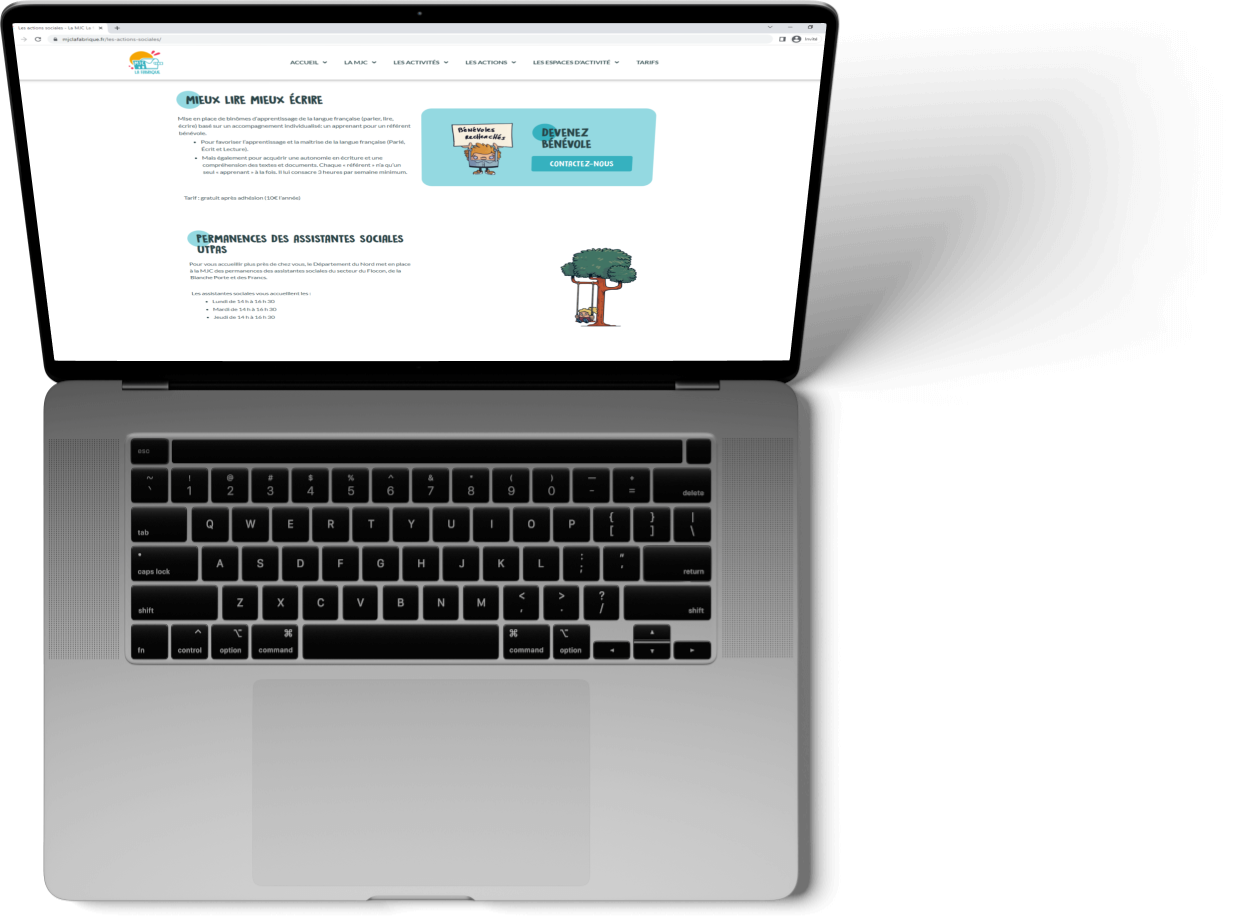 Les actions sociales - La MJC La
mjclafabrique.fr/les-actions-sociales/
Invité
LA FABRIQUE
ACCUEIL LA MJC LES ACTIVITÉS LES ACTIONS LES ESPACES D'ACTIVITÉ TARIFS
MIEUX LIRE MIEUX ÉCRIRE
Mise en place de binômes d'apprentissage de la langue française (parler, lire,
écrire) basé sur un accompagnement individualisé: un apprenant pour un référent
bénévole.
Pour favoriser l'apprentissage et la maîtrise de la langue française (Parlé,
Écrit et Lecture).
Mais également pour acquérir une autonomie en écriture et une
compréhension des textes et documents. Chaque « référent » n'a qu'un
seul « apprenant » à la fois. Il lui consacre 3 heures par semaine minimum.
Tarif : gratuit après adhésion (10€ l'année)
Bénévoles
recherchés
DEVENEZ
BÉNÉVOLE
CONTACTEZ-NOUS
PERMANENCES DES ASSISTANTES SOCIALES
UTPAS
Pour vous accueillir plus près de chez vous, le Département du Nord met en place
à la MJC des permanences des assistantes sociales du secteur du Flocon, de la
Blanche Porte et des Francs.
Les assistantes sociales vous accueillent les :
Lundi de 14 h à 16 h 30
Mardi de 14 h à 16 h 30
Jeudi de 14 h à 16 h 30
esc
~ ! @ # $ % ^ & * ( ) — +
` 1 2 3 4 5 6 7 8 9 0 - = delete
tab Q W E R T Y U I O P { [ } ] | \
caps lock A S D F G H J K L : ; " ' return
shift Z X C V B N M < , > . ? / shift
fn control option command command option